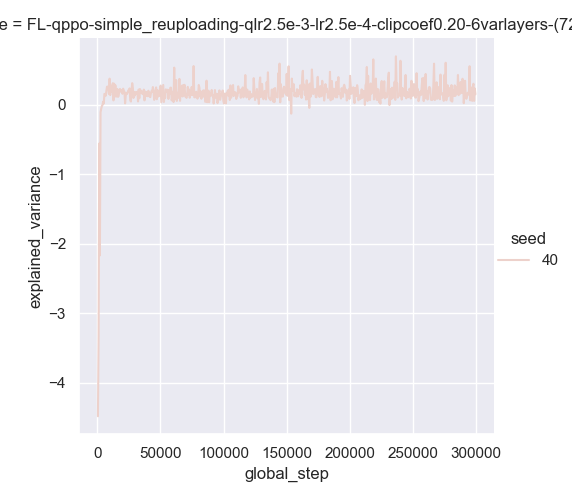 e = FL-qppo-simple_reuploading-qlr2.5e-3-lr2.5e-4-clipcoef0.20-6varlayers-(72
0
−1
−2
−3
−4
explained_variance
0 50000 100000 150000 200000 250000 300000
global_step
seed
40